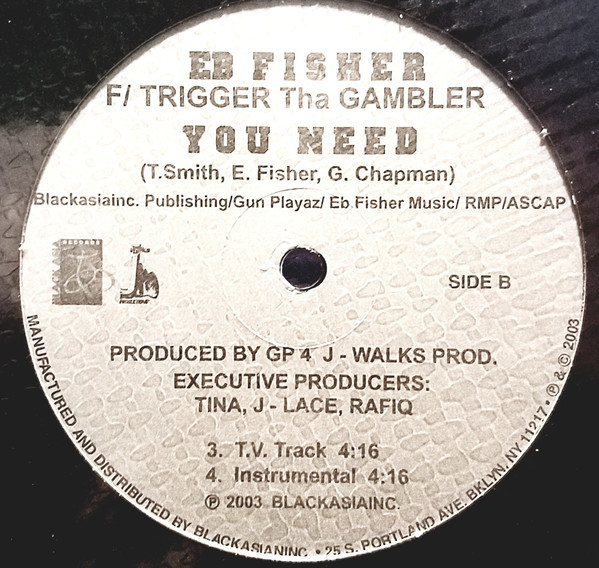 EB FISHER
F/ TRIGGER Tha GAMBLER
YOU NEED
(T.Smith, E. Fisher, G. Chapman)
Blackasiainc. Publishing/Gun Playaz/ Eb Fisher Music/ RMP/ASCAP
RECORDS
SIDE B
PRODUCED BY GP 4 J - WALKS PROD.
EXECUTIVE PRODUCERS:
TINA, J - LACE, RAFIQ
3. T.V. Track 4:16
4. Instrumental 4:16
℗ 2003 BLACKASIAINC.
MANUFACTURED AND DISTRIBUTED BY BLACKASIANINC • 25 S. PORTLAND AVE. BKLYN. NY 11217 • ℗ & © 2003